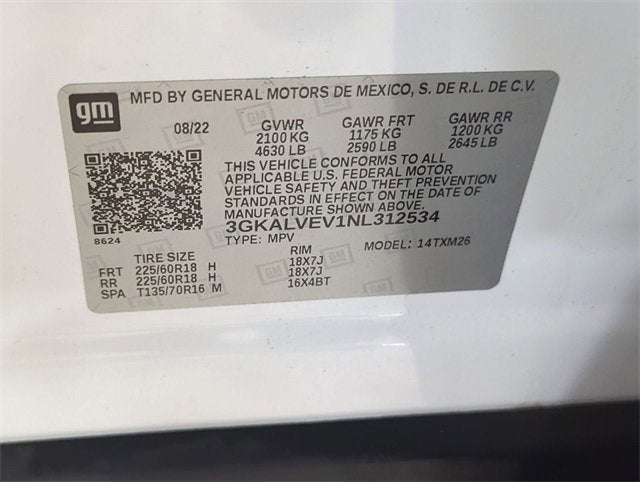 gm MFD BY GENERAL MOTORS DE MEXICO, S. DE R.L. DE C.V.
08/22 GVWR GAWR FRT GAWR RR
2100 KG 1175 KG 1200 KG
4630 LB 2590 LB 2645 LB
THIS VEHICLE CONFORMS TO ALL
APPLICABLE U.S. FEDERAL MOTOR
VEHICLE SAFETY AND THEFT PREVENTION
STANDARDS IN EFFECT ON THE DATE OF
MANUFACTURE SHOWN ABOVE.
3GKALVEV1NL312534
8624 TYPE: MPV MODEL: 14TXM26
TIRE SIZE RIM
FRT 225/60R18 H 18X7J
RR 225/60R18 H 18X7J
SPA T135/70R16 M 16X4BT